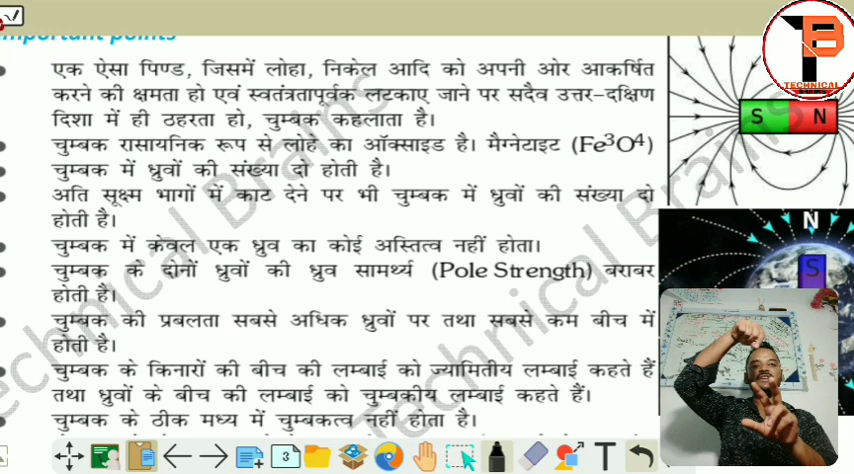 Important points
एक ऐसा पिण्ड, जिसमें लोहा, निकेल आदि को अपनी ओर आकर्षित
करने की क्षमता हो एवं स्वतंत्रतापूर्वक लटकाए जाने पर सदैव उत्तर-दक्षिण
दिशा में ही ठहरता हो, चुम्बक कहलाता है।
चुम्बक रासायनिक रूप से लोहे का ऑक्साइड है। मैग्नेटाइट (Fe³O⁴)
चुम्बक में ध्रुवों की संख्या दो होती है।
अति सूक्ष्म भागों में काट देने पर भी चुम्बक में ध्रुवों की संख्या दो
होती है।
चुम्बक में केवल एक ध्रुव का कोई अस्तित्व नहीं होता।
चुम्बक के दोनों ध्रुवों की ध्रुव सामर्थ्य (Pole Strength) बराबर
होती है।
चुम्बक की प्रबलता सबसे अधिक ध्रुवों पर तथा सबसे कम बीच में
होती है।
चुम्बक के किनारों की बीच की लम्बाई को ज्यामितीय लम्बाई कहते हैं
तथा ध्रुवों के बीच की लम्बाई को चुम्बकीय लम्बाई कहते हैं।
चुम्बक के ठीक मध्य में चुम्बकत्व नहीं होता है।
S N
N
S
TB
TECHNICAL
Technical Brains
Technical Brains
3
T